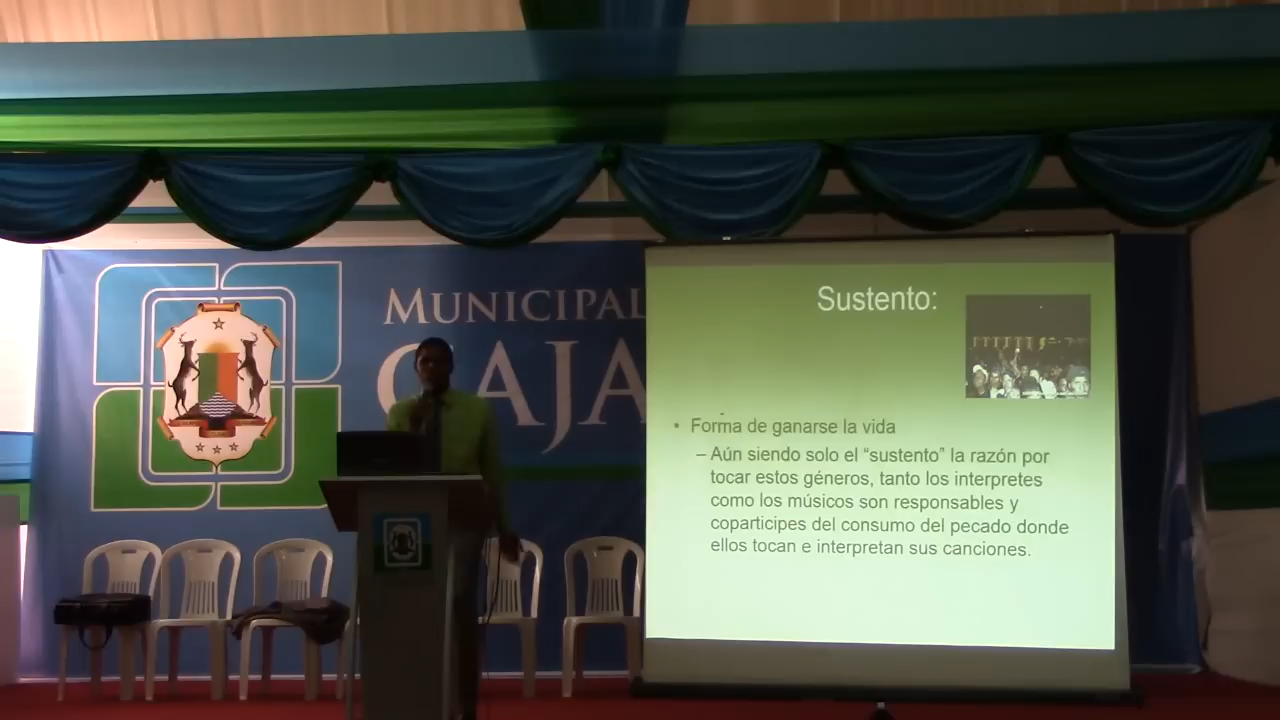 MUNICIPAL
CAJA
Sustento:
• Forma de ganarse la vida
– Aún siendo solo el “sustento” la razón por
tocar estos géneros, tanto los interpretes
como los músicos son responsables y
coparticipes del consumo del pecado donde
ellos tocan e interpretan sus canciones.